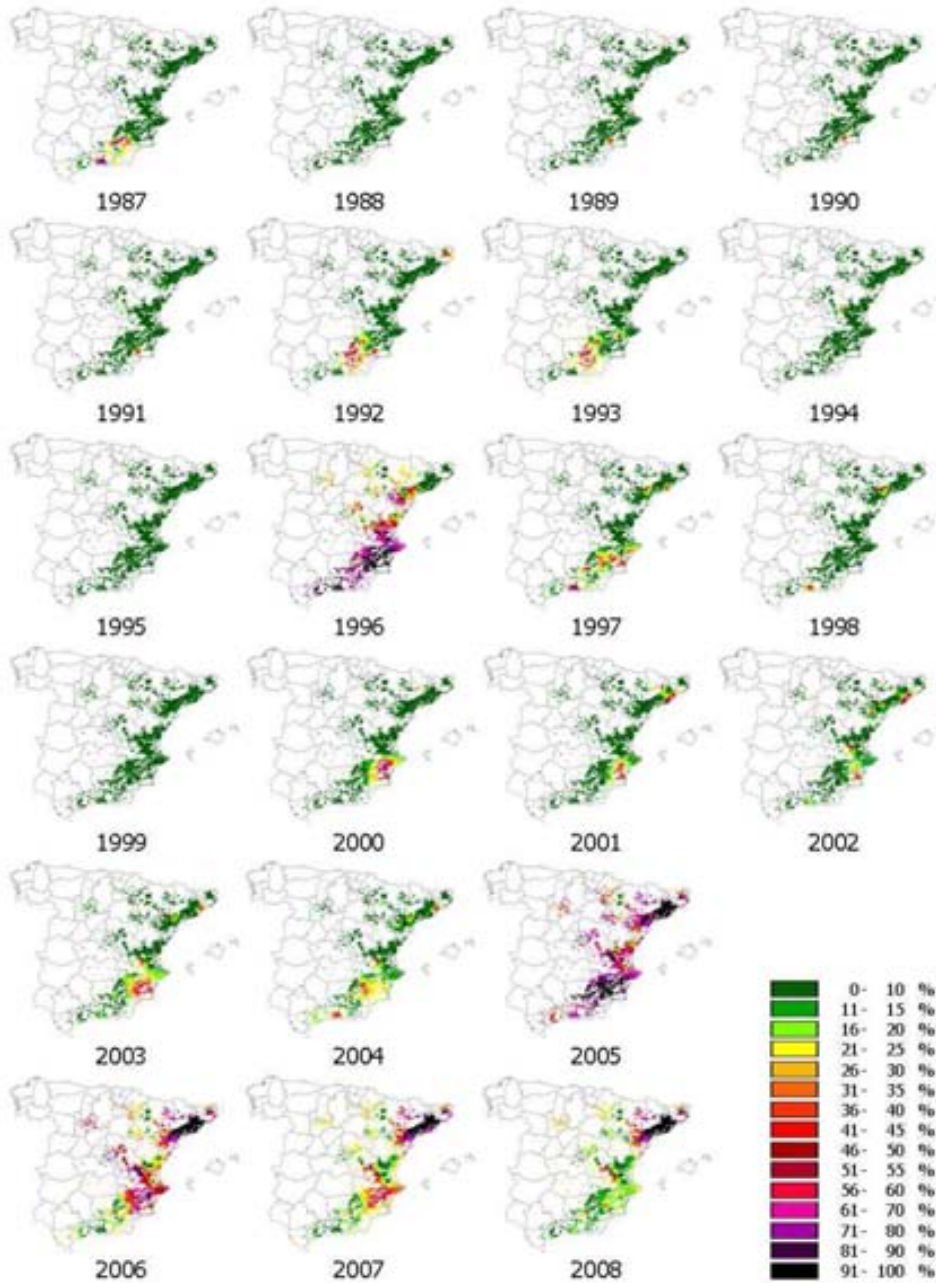 1987 1988 1989 1990
1991 1992 1993 1994
1995 1996 1997 1998
1999 2000 2001 2002
2003 2004 2005
2006 2007 2008
0- 10 %
11- 15 %
16- 20 %
21- 25 %
26- 30 %
31- 35 %
36- 40 %
41- 45 %
46- 50 %
51- 55 %
56- 60 %
61- 70 %
71- 80 %
81- 90 %
91- 100 %